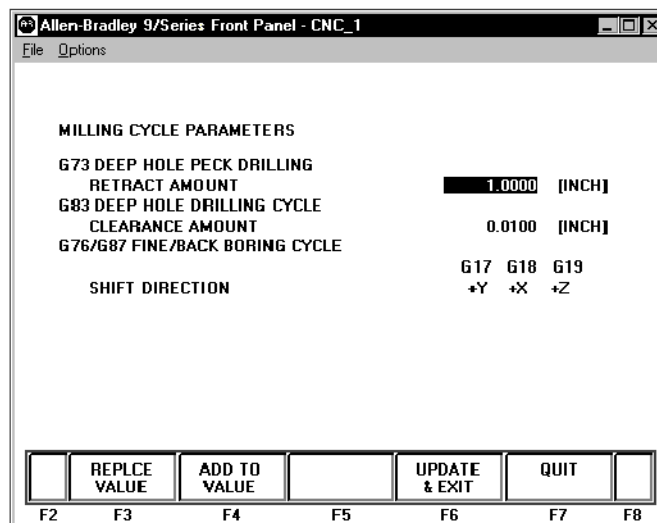 Allen-Bradley 9/Series Front Panel - CNC_1
File Options
MILLING CYCLE PARAMETERS
G73 DEEP HOLE PECK DRILLING
RETRACT AMOUNT 1.0000 [INCH]
G83 DEEP HOLE DRILLING CYCLE
CLEARANCE AMOUNT 0.0100 [INCH]
G76/G87 FINE/BACK BORING CYCLE
G17 G18 G19
SHIFT DIRECTION +Y +X +Z
REPLCE ADD TO UPDATE QUIT
VALUE VALUE & EXIT
F2 F3 F4 F5 F6 F7 F8